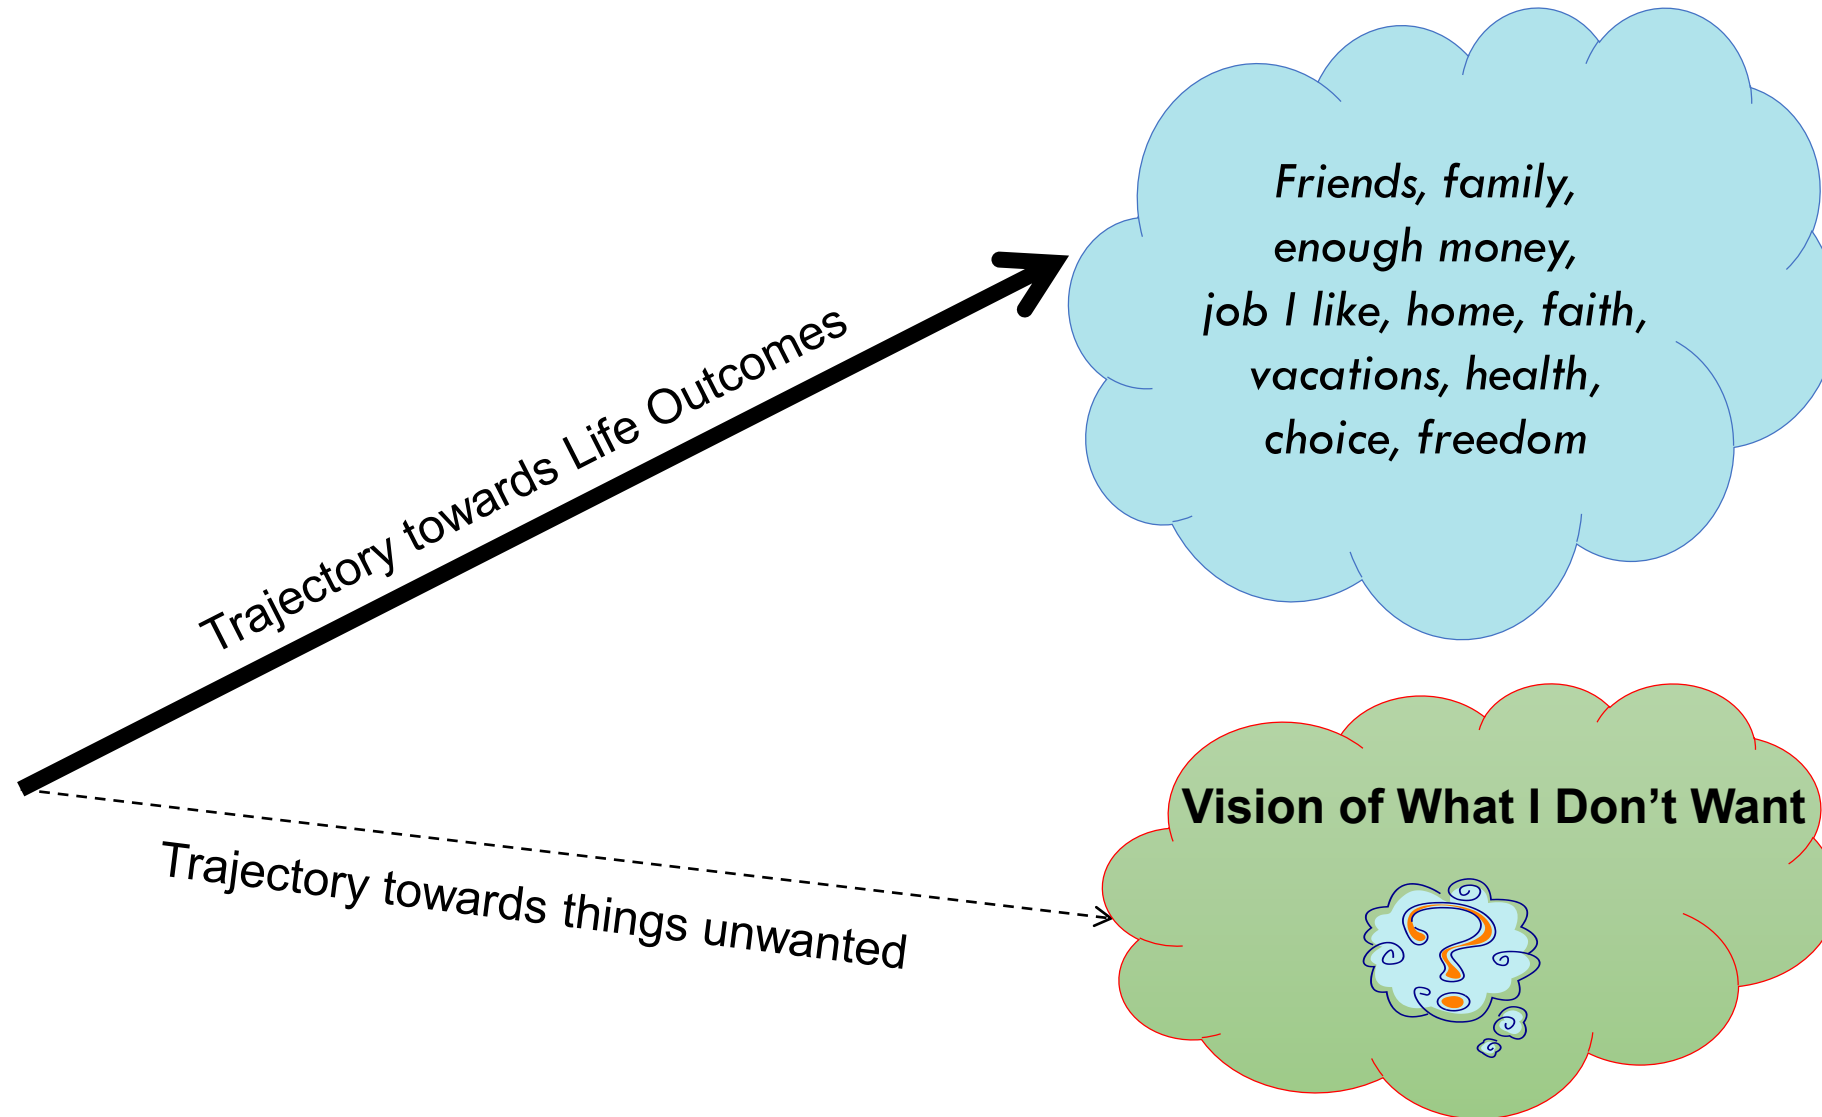 Friends, family,
enough money,
job I like, home, faith,
vacations, health,
choice, freedom
Trajectory towards Life Outcomes
Vision of What I Don’t Want
Trajectory towards things unwanted
?